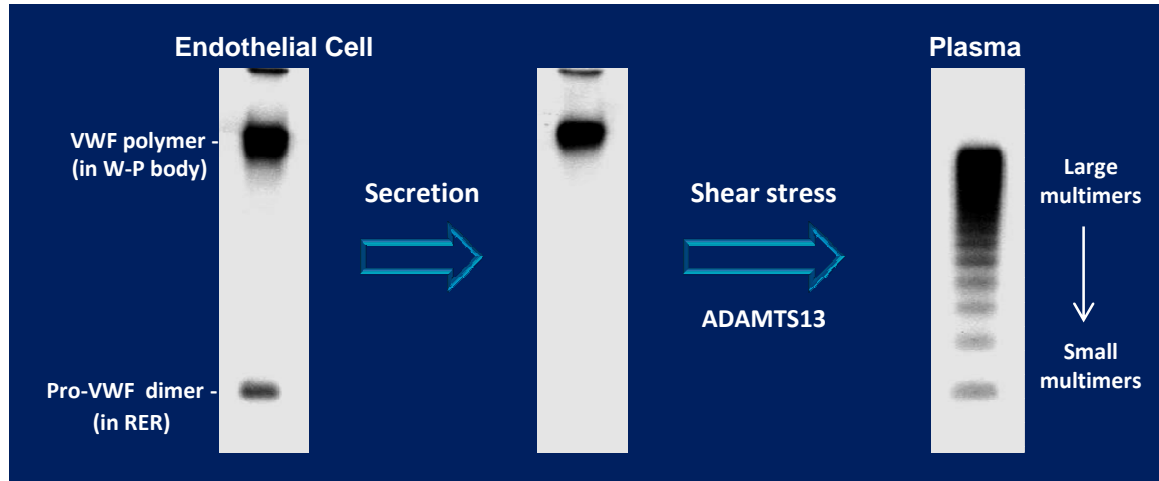 Endothelial Cell
Plasma
VWF polymer -
(in W-P body)
Secretion
Shear stress
ADAMTS13
Large
multimers
Small
multimers
Pro-VWF dimer -
(in RER)